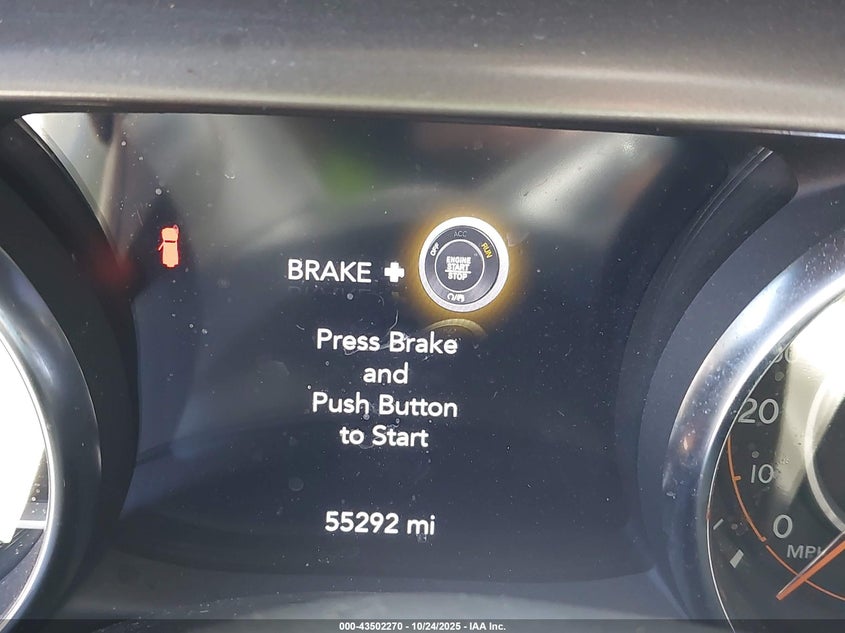 OFF ACC RUN
ENGINE
START
STOP
BRAKE +
Press Brake
and
Push Button
to Start
55292 mi
20
10
0
MPH
000-43502270 - 10/24/2025 - IAA Inc.